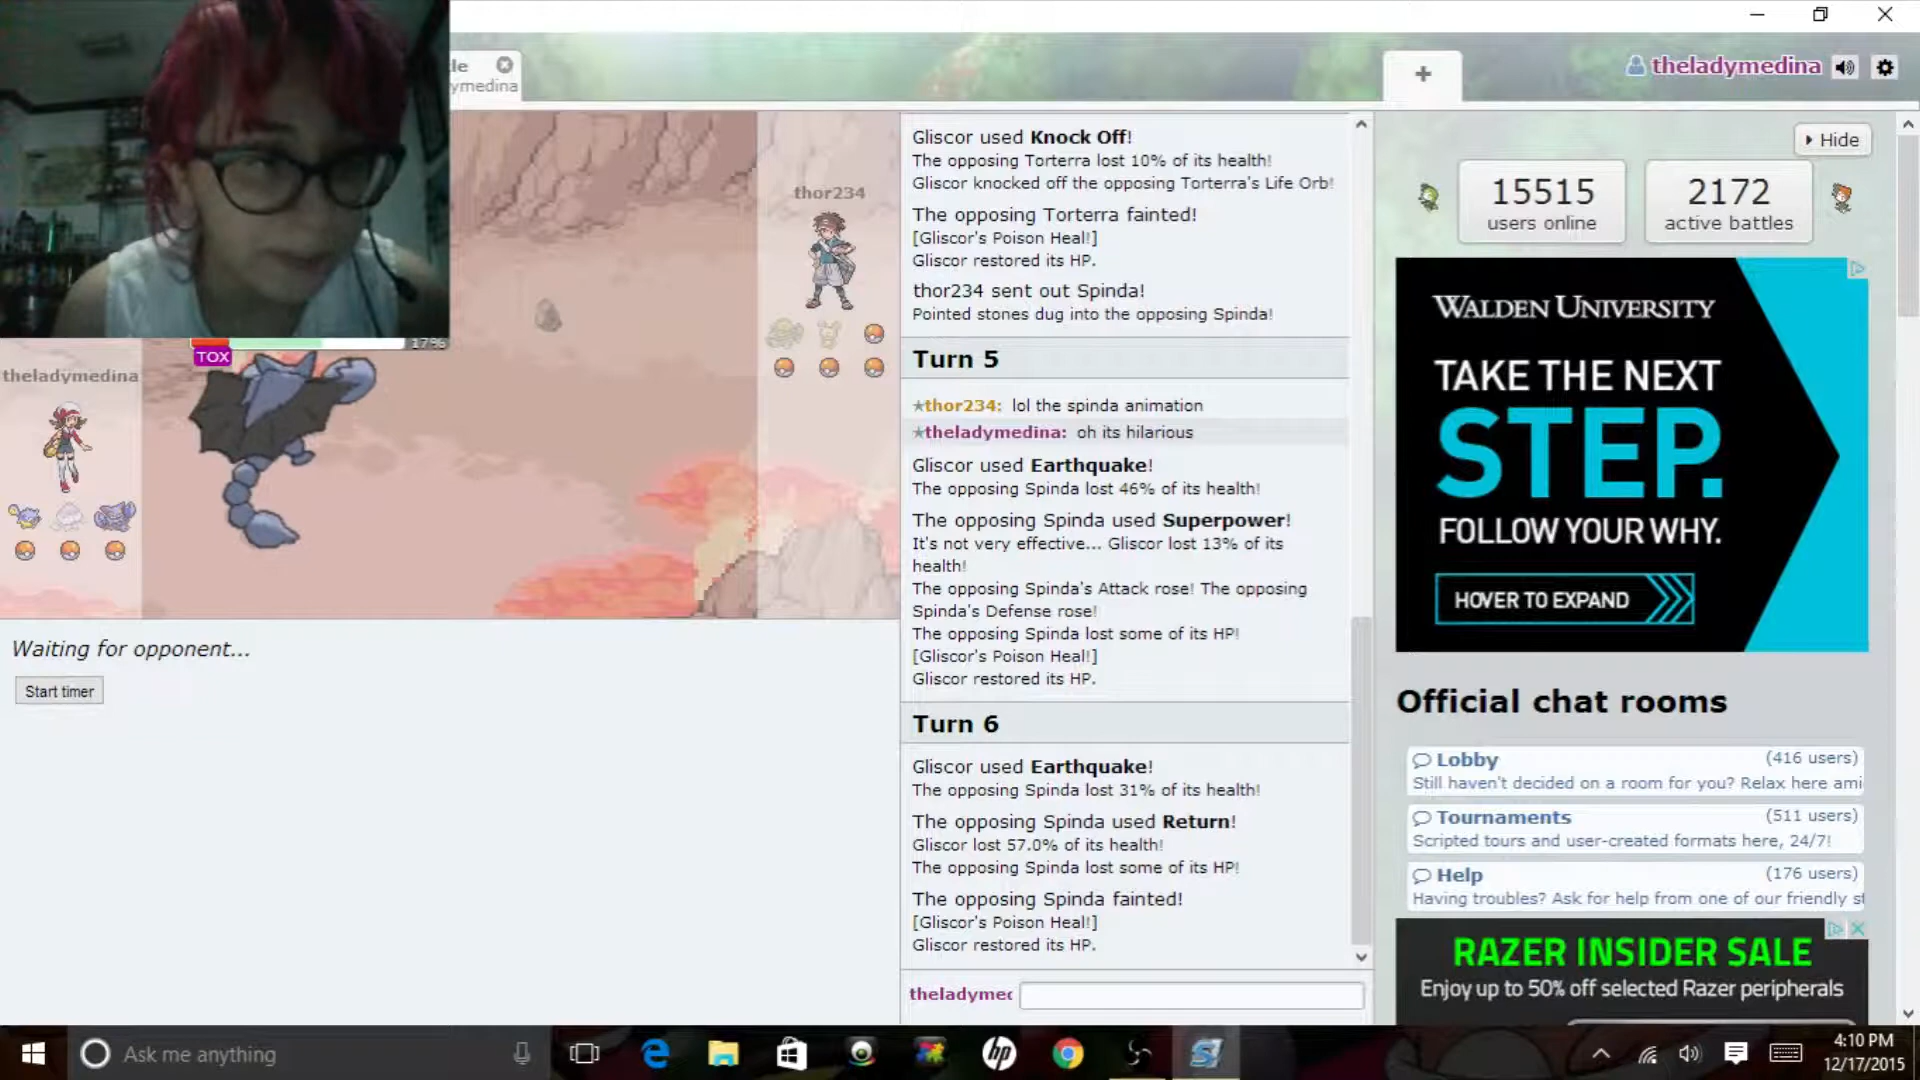 le
ymedina
theladymedina
thor234
17%
TOX
theladymedina
Waiting for opponent...
Start timer
Gliscor used Knock Off!
The opposing Torterra lost 10% of its health!
Gliscor knocked off the opposing Torterra's Life Orb!
The opposing Torterra fainted!
[Gliscor's Poison Heal!]
Gliscor restored its HP.
thor234 sent out Spinda!
Pointed stones dug into the opposing Spinda!
Turn 5
★thor234: lol the spinda animation
★theladymedina: oh its hilarious
Gliscor used Earthquake!
The opposing Spinda lost 46% of its health!
The opposing Spinda used Superpower!
It's not very effective... Gliscor lost 13% of its
health!
The opposing Spinda's Attack rose! The opposing
Spinda's Defense rose!
The opposing Spinda lost some of its HP!
[Gliscor's Poison Heal!]
Gliscor restored its HP.
Turn 6
Gliscor used Earthquake!
The opposing Spinda lost 31% of its health!
The opposing Spinda used Return!
Gliscor lost 57.0% of its health!
The opposing Spinda lost some of its HP!
The opposing Spinda fainted!
[Gliscor's Poison Heal!]
Gliscor restored its HP.
theladymed
Hide
15515
users online
2172
active battles
WALDEN UNIVERSITY
TAKE THE NEXT
STEP.
FOLLOW YOUR WHY.
HOVER TO EXPAND
Official chat rooms
Lobby (416 users)
Still haven't decided on a room for you? Relax here ami
Tournaments (511 users)
Scripted tours and user-created formats here, 24/7!
Help (176 users)
Having troubles? Ask for help from one of our friendly st
RAZER INSIDER SALE
Enjoy up to 50% off selected Razer peripherals
Ask me anything
hp
4:10 PM
12/17/2015